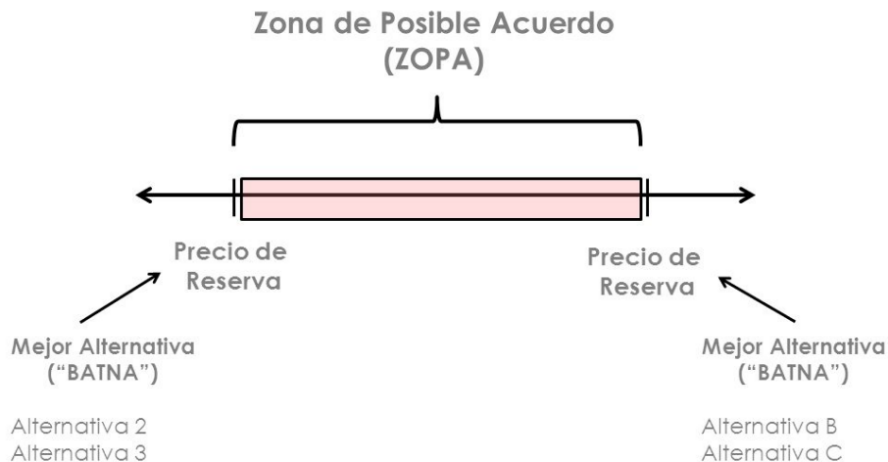 Zona de Posible Acuerdo
(ZOPA)
Precio de
Reserva
Precio de
Reserva
Mejor Alternativa
(“BATNA”)
Alternativa 2
Alternativa 3
Mejor Alternativa
(“BATNA”)
Alternativa B
Alternativa C